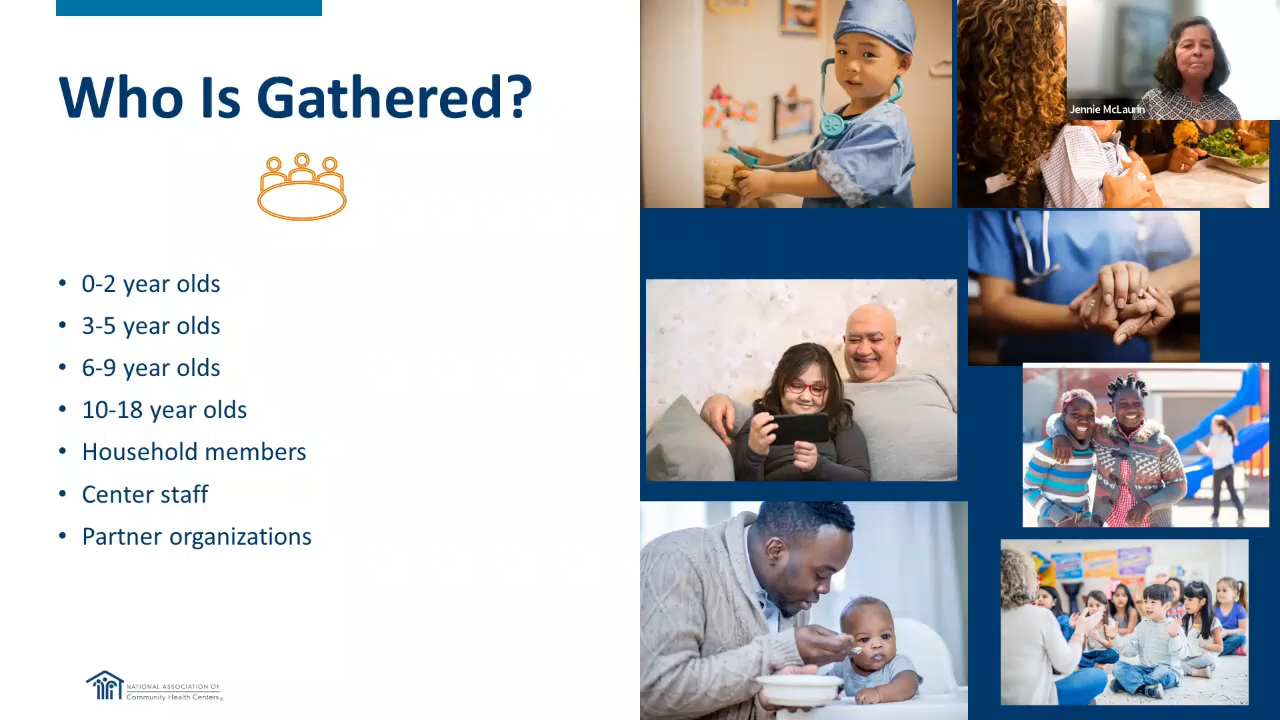 Who Is Gathered?
Jennie McLaurin
• 0-2 year olds
• 3-5 year olds
• 6-9 year olds
• 10-18 year olds
• Household members
• Center staff
• Partner organizations
NATIONAL ASSOCIATION OF
Community Health Centers®